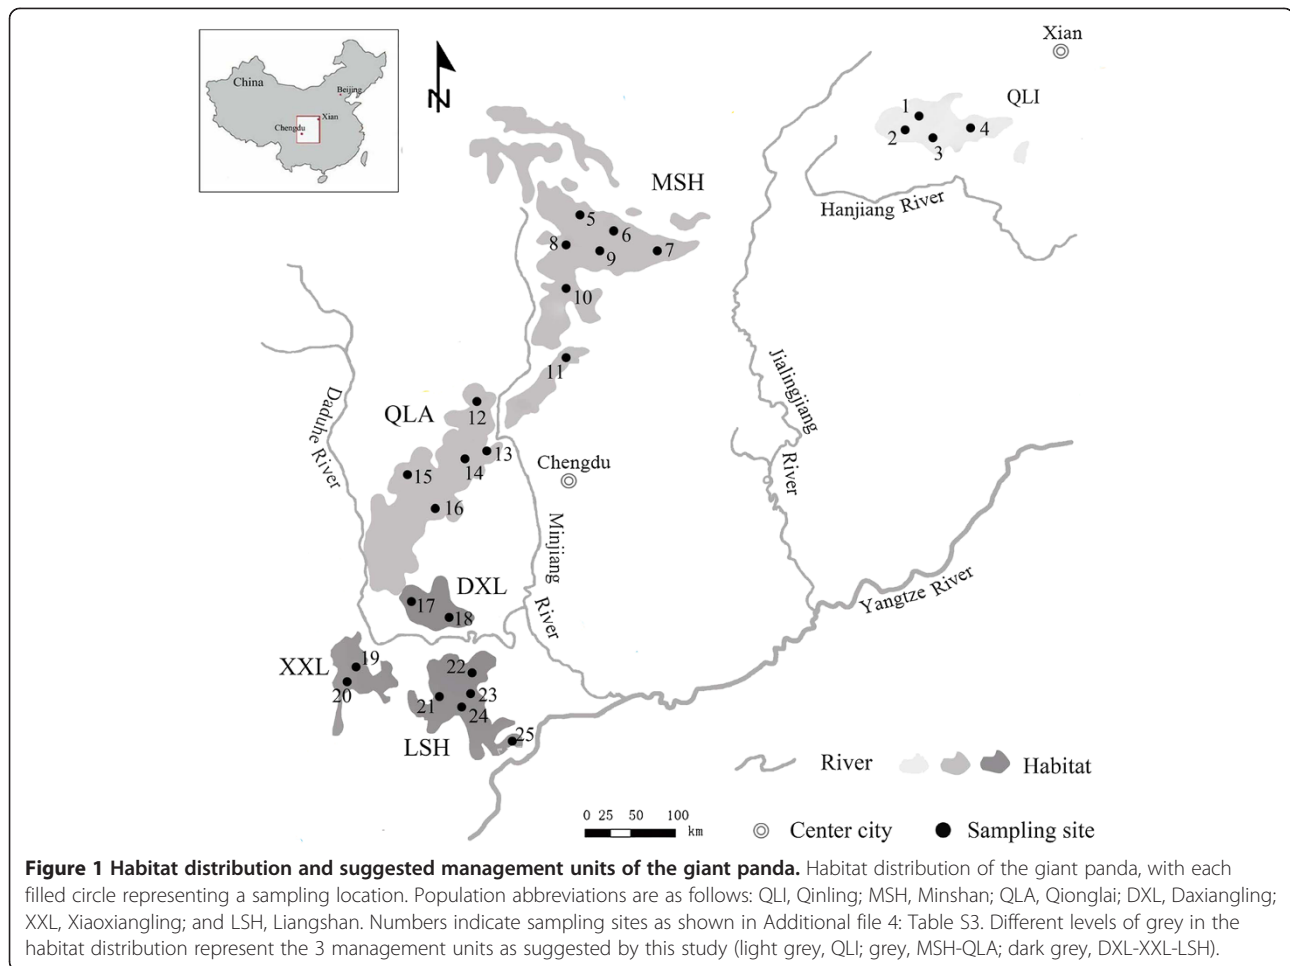 China
Beijing
Xian
Chengdu
N
Xian
QLI
1
2
3
4
Hanjiang River
MSH
5
6
7
8
9
10
11
Jialingjiang
River
Daduhe River
QLA
12
13
14
15
16
Chengdu
Minjiang
River
DXL
17
18
Yangtze River
XXL
19
20
21
22
23
24
25
LSH
River
Habitat
0 25 50 100
km
Center city
Sampling site
Figure 1 Habitat distribution and suggested management units of the giant panda. Habitat distribution of the giant panda, with each
filled circle representing a sampling location. Population abbreviations are as follows: QLI, Qinling; MSH, Minshan; QLA, Qionglai; DXL, Daxiangling;
XXL, Xiaoxiangling; and LSH, Liangshan. Numbers indicate sampling sites as shown in Additional file 4: Table S3. Different levels of grey in the
habitat distribution represent the 3 management units as suggested by this study (light grey, QLI; grey, MSH-QLA; dark grey, DXL-XXL-LSH).